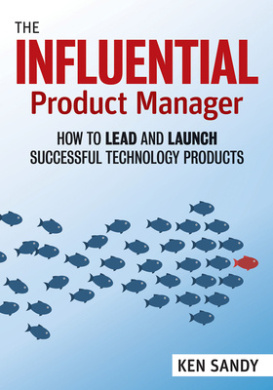 THE
INFLUENTIAL
Product Manager
HOW TO LEAD AND LAUNCH
SUCCESSFUL TECHNOLOGY PRODUCTS
KEN SANDY